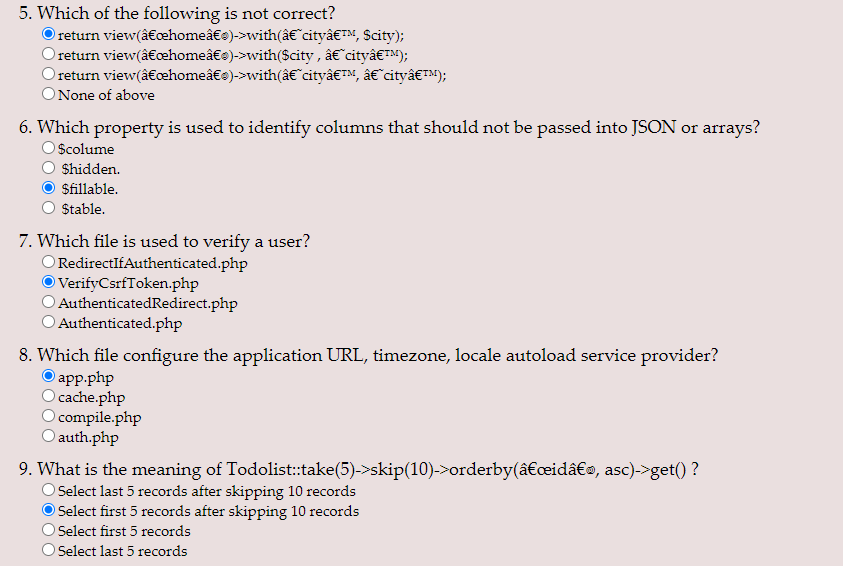 5. Which of the following is not correct?
return view(â€œhomeâ€)->with(â€˜cityâ€™, $city);
return view(â€œhomeâ€)->with($city , â€˜cityâ€™);
return view(â€œhomeâ€)->with(â€˜cityâ€™, â€˜cityâ€™);
None of above
6. Which property is used to identify columns that should not be passed into JSON or arrays?
$colume
$hidden.
$fillable.
$table.
7. Which file is used to verify a user?
RedirectIfAuthenticated.php
VerifyCsrfToken.php
AuthenticatedRedirect.php
Authenticated.php
8. Which file configure the application URL, timezone, locale autoload service provider?
app.php
cache.php
compile.php
auth.php
9. What is the meaning of Todolist::take(5)->skip(10)->orderby(â€œidâ€, asc)->get() ?
Select last 5 records after skipping 10 records
Select first 5 records after skipping 10 records
Select first 5 records
Select last 5 records